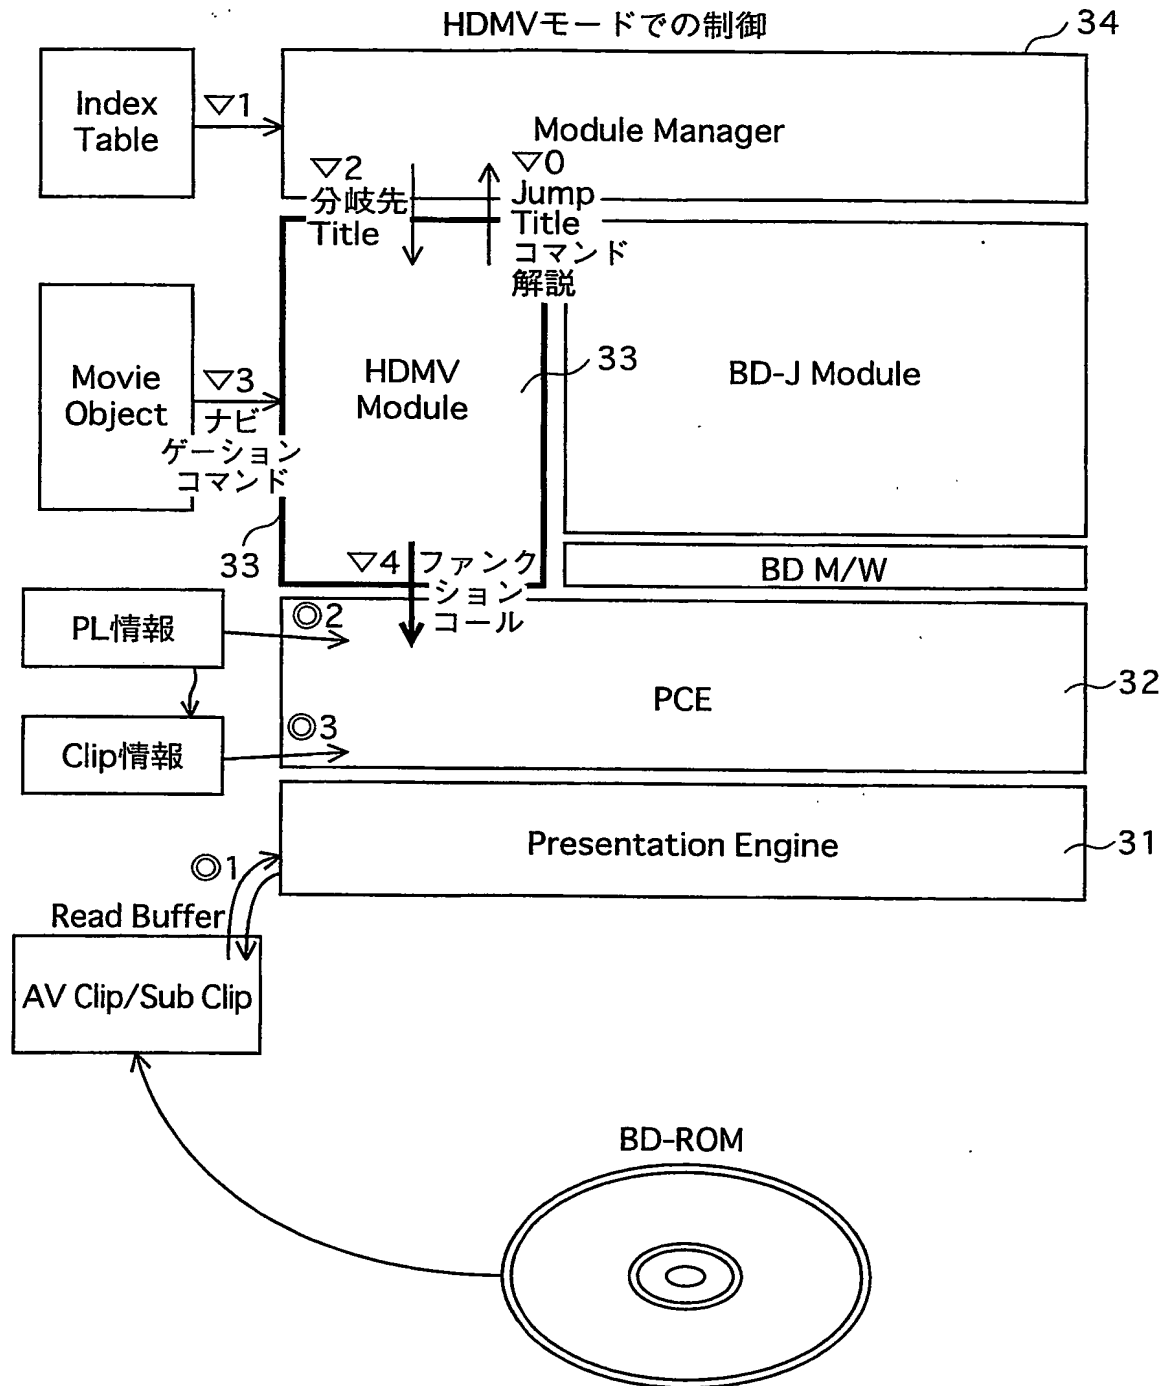 HDMVモードでの制御
34
Index
Table
▽1
Module Manager
▽2
分岐先
Title
▽0
Jump
Title
コマンド
解説
Movie
Object
▽3
ナビ
ゲーション
コマンド
HDMV
Module
33
BD-J Module
33
▽4
ファンク
ション
コール
BD M/W
PL情報
◎2
PCE
32
Clip情報
◎3
Presentation Engine
31
◎1
Read Buffer
AV Clip/Sub Clip
BD-ROM